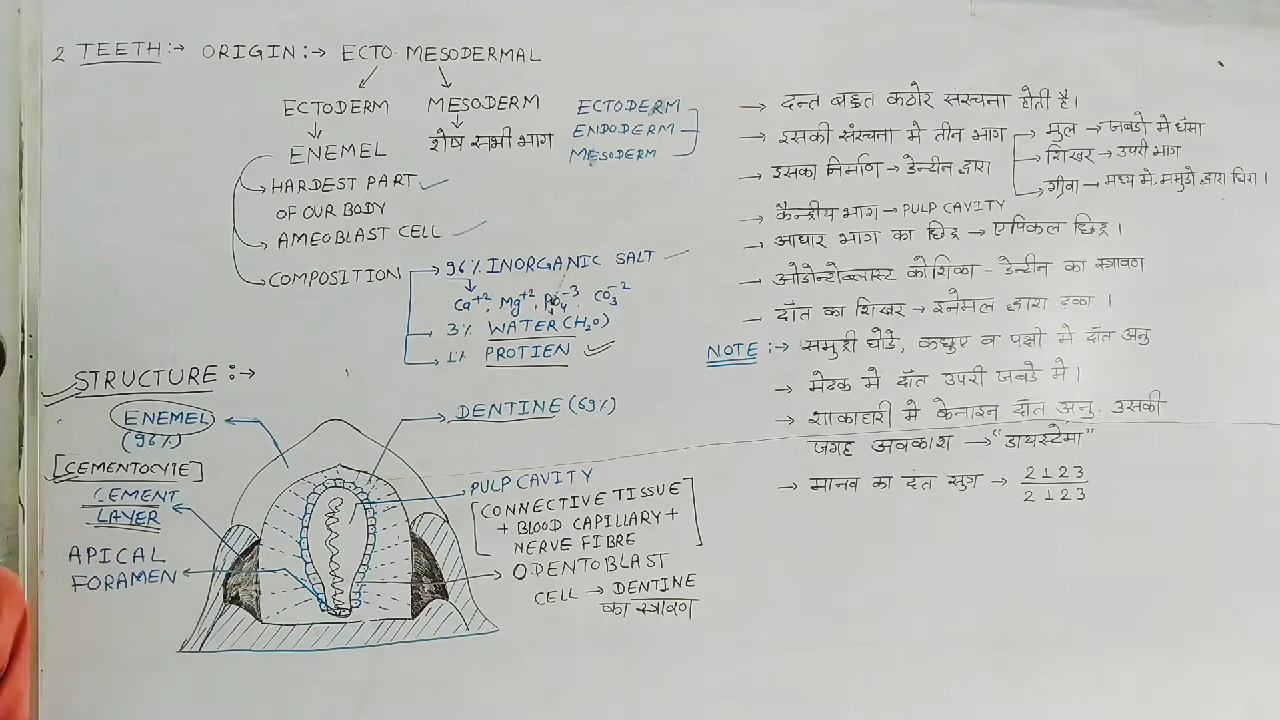 2 TEETH:→ ORIGIN:→ ECTO-MESODERMAL
ECTODERM MESODERM
ENEMEL शेष सभी भाग
ECTODERM
ENDODERM
MESODERM
HARDEST PART
OF OUR BODY
AMEOBLAST CELL
COMPOSITION → 96% INORGANIC SALT
Ca+2, Mg+2, PO4-3, CO3-2
3% WATER (H2O)
1% PROTIEN
STRUCTURE:→
ENEMEL
(96%)
[CEMENTOCYTE]
CEMENT
LAYER
APICAL
FORAMEN
DENTINE (69%)
PULP CAVITY
[CONNECTIVE TISSUE
+ BLOOD CAPILLARY +
NERVE FIBRE]
ODENTOBLAST
CELL → DENTINE
का स्त्रावण
→ दन्त बहुत कठोर संरचना होती है।
→ इसकी संरचना मे तीन भाग → मुल → जबडो मे धंसा
→ शिखर → उपरी भाग
→ ग्रीवा → मध्य मे, मसुडो द्वारा घिरा।
→ इसका निर्माण → डेन्टीन द्वारा
→ कैन्द्रीय भाग → PULP CAVITY
→ आधार भाग का छिद्र → एपिकल छिद्र।
→ ओडोन्टोब्लास्ट कोशिका - डेन्टीन का स्त्रावण
→ दाँत का शिखर → इनेमल द्वारा ढका।
NOTE:→ समुद्री घोडे, कछुए व पक्षी मे दाँत अनु
→ मेढक मे दाँत उपरी जबडे मे।
→ शाकाहारी मे केनाइन दाँत अनु. उसकी
जगह अवकाश → "डायस्टेमा"
→ मानव का दंत सुत्र → 2123
2123